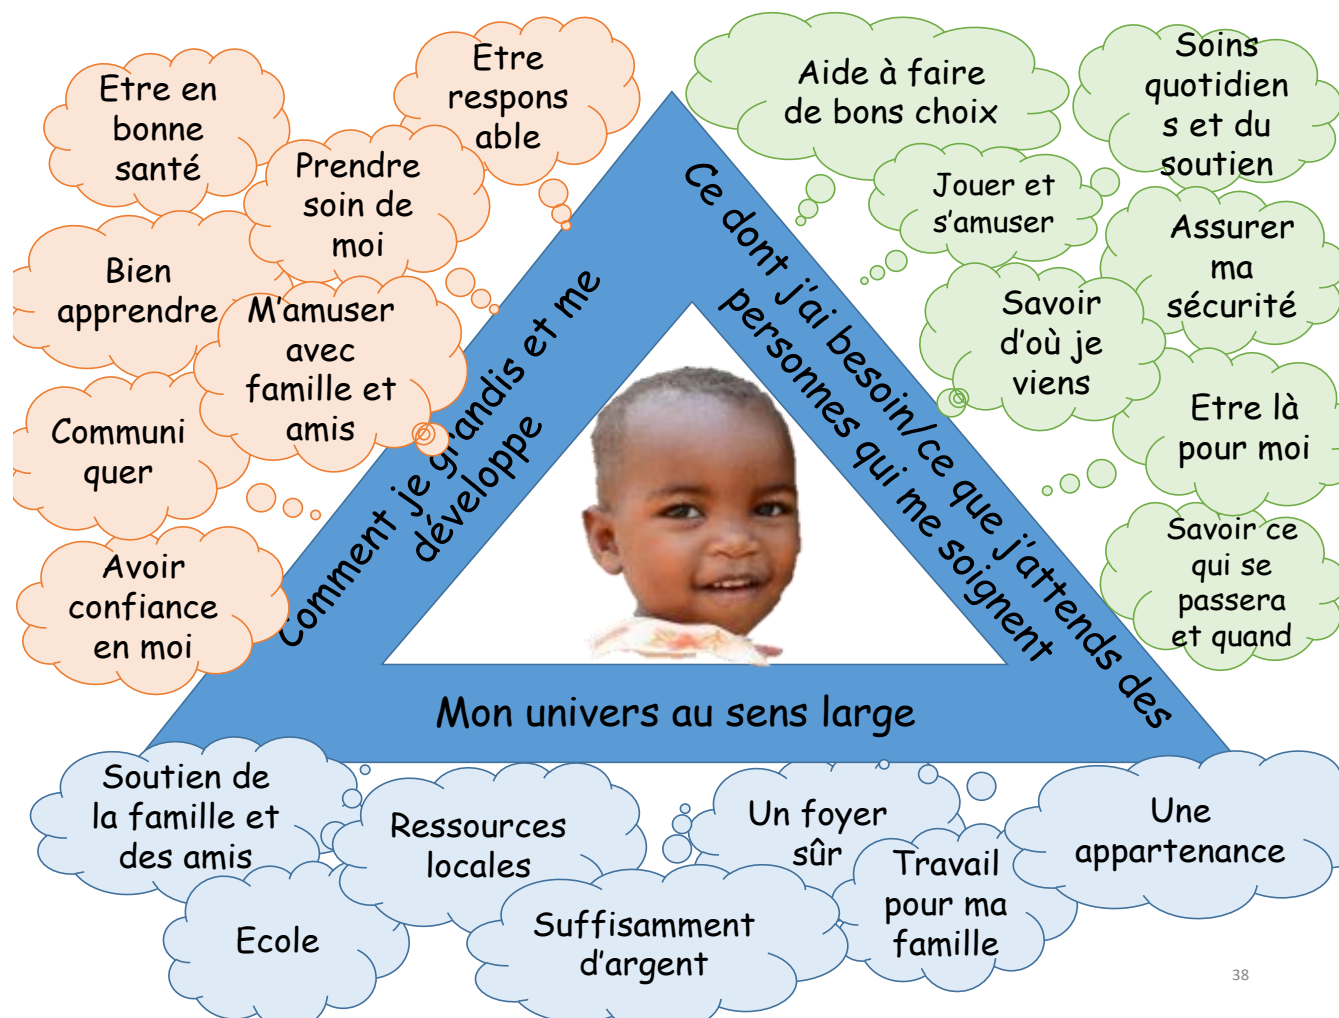 Etre en
bonne
santé
Etre
respons
able
Prendre
soin de
moi
Bien
apprendre
M'amuser
avec
famille et
amis
Communi
quer
Avoir
confiance
en moi
Comment je grandis et me
développe
Aide à faire
de bons choix
Soins
quotidien
s et du
soutien
Jouer et
s'amuser
Assurer
ma
sécurité
Savoir
d'où je
viens
Etre là
pour moi
Savoir ce
qui se
passera
et quand
Ce dont j'ai besoin/ce que j'attends des
personnes qui me soignent
Mon univers au sens large
Soutien de
la famille et
des amis
Ecole
Ressources
locales
Suffisamment
d'argent
Un foyer
sûr
Travail
pour ma
famille
Une
appartenance
38